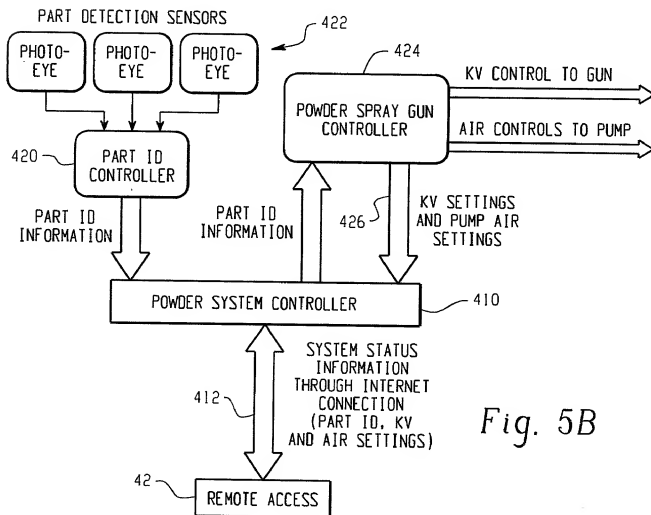 PART DETECTION SENSORS
PHOTO-
EYE
PHOTO-
EYE
PHOTO-
EYE
422
424
KV CONTROL TO GUN
POWDER SPRAY GUN
CONTROLLER
AIR CONTROLS TO PUMP
420
PART ID
CONTROLLER
PART ID
INFORMATION
PART ID
INFORMATION
426
KV SETTINGS
AND PUMP AIR
SETTINGS
POWDER SYSTEM CONTROLLER
410
412
SYSTEM STATUS
INFORMATION
THROUGH INTERNET
CONNECTION
(PART ID, KV
AND AIR SETTINGS)
Fig. 5B
42
REMOTE ACCESS